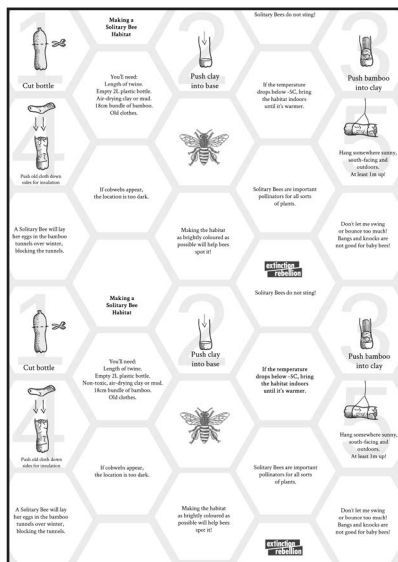 1
Cut bottle
Making a
Solitary Bee
Habitat
You'll need:
Length of twine.
Empty 2L plastic bottle.
Air-drying clay or mud.
18cm bundle of bamboo.
Old clothes.
2
Push clay
into base
Solitary Bees do not sting!
If the temperature
drops below -5C, bring
the habitat indoors
until it's warmer.
3
Push bamboo
into clay
4
Push old cloth down
sides for insulation
If cobwebs appear,
the location is too dark.
Solitary Bees are important
pollinators for all sorts
of plants.
5
Hang somewhere sunny,
south-facing and
outdoors.
At least 1m up!
A Solitary Bee will lay
her eggs in the bamboo
tunnels over winter,
blocking the tunnels.
Making the habitat
as brightly coloured as
possible will help bees
spot it!
extinction
rebellion
Don't let me swing
or bounce too much!
Bangs and knocks are
not good for baby bees!
1
Cut bottle
Making a
Solitary Bee
Habitat
You'll need:
Length of twine.
Empty 2L plastic bottle.
Non-toxic, air-drying clay or mud.
18cm bundle of bamboo.
Old clothes.
2
Push clay
into base
Solitary Bees do not sting!
If the temperature
drops below -5C, bring
the habitat indoors
until it's warmer.
3
Push bamboo
into clay
4
Push old cloth down
sides for insulation
If cobwebs appear,
the location is too dark.
Solitary Bees are important
pollinators for all sorts
of plants.
5
Hang somewhere sunny,
south-facing and
outdoors.
At least 1m up!
A Solitary Bee will lay
her eggs in the bamboo
tunnels over winter,
blocking the tunnels.
Making the habitat
as brightly coloured as
possible will help bees
spot it!
extinction
rebellion
Don't let me swing
or bounce too much!
Bangs and knocks are
not good for baby bees!